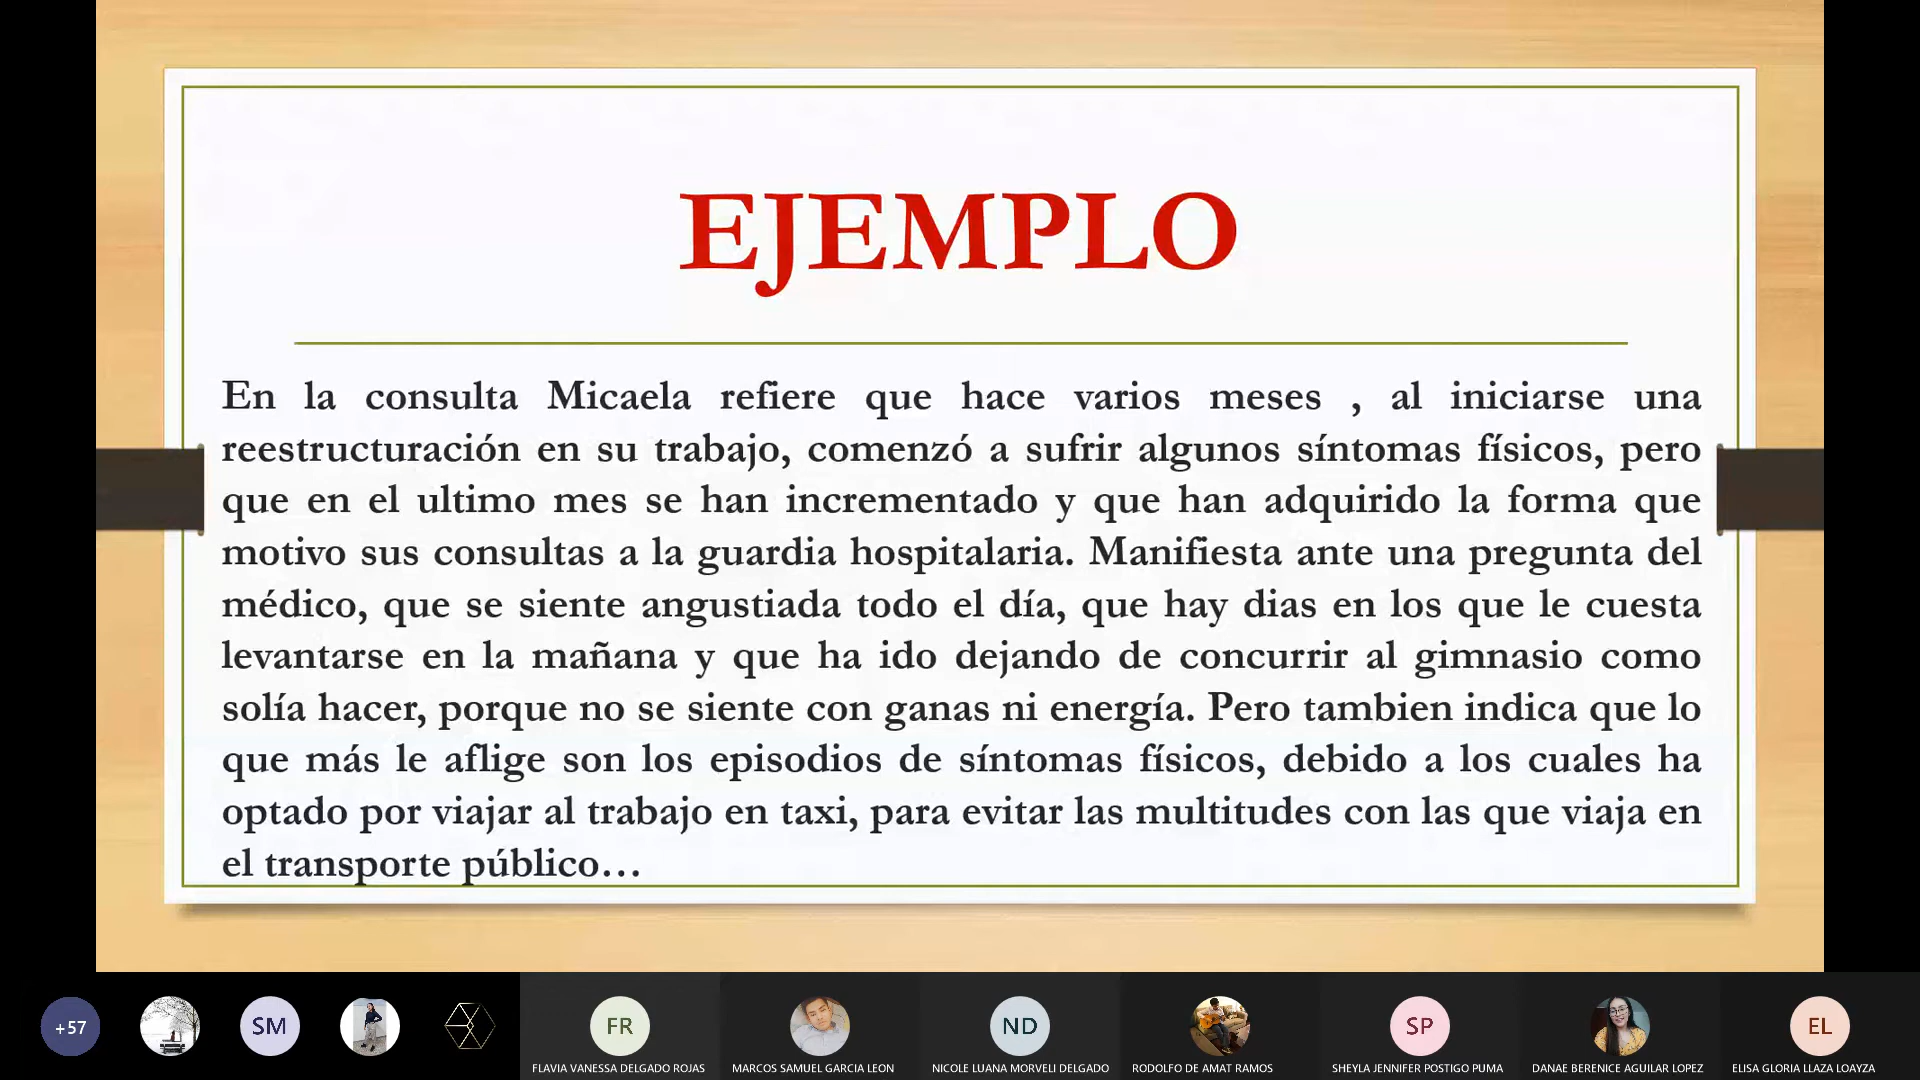 EJEMPLO
En la consulta Micaela refiere que hace varios meses , al iniciarse una
reestructuración en su trabajo, comenzó a sufrir algunos síntomas físicos, pero
que en el ultimo mes se han incrementado y que han adquirido la forma que
motivo sus consultas a la guardia hospitalaria. Manifiesta ante una pregunta del
médico, que se siente angustiada todo el día, que hay dias en los que le cuesta
levantarse en la mañana y que ha ido dejando de concurrir al gimnasio como
solía hacer, porque no se siente con ganas ni energía. Pero tambien indica que lo
que más le aflige son los episodios de síntomas físicos, debido a los cuales ha
optado por viajar al trabajo en taxi, para evitar las multitudes con las que viaja en
el transporte público…
+57
SM
FR
ND
SP
EL
FLAVIA VANESSA DELGADO ROJAS
MARCOS SAMUEL GARCIA LEON
NICOLE LUANA MORVELI DELGADO
RODOLFO DE AMAT RAMOS
SHEYLA JENNIFER POSTIGO PUMA
DANAE BERENICE AGUILAR LOPEZ
ELISA GLORIA LLAZA LOAYZA